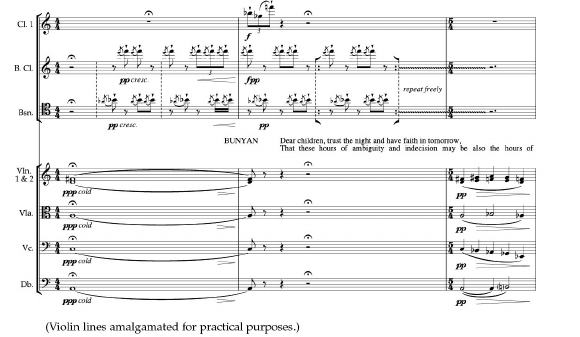 Cl. 1
f
B. Cl.
pp cresc.
3
fpp
3
repeat freely
Bsn.
pp cresc.
3
pp
BUNYAN Dear children, trust the night and have faith in tomorrow,
That these hours of ambiguity and indecision may be also the hours of
Vln.
1 & 2
ppp cold
pp
Vla.
ppp cold
pp
Vc.
ppp cold
pp
Db.
ppp cold
pp
(Violin lines amalgamated for practical purposes.)